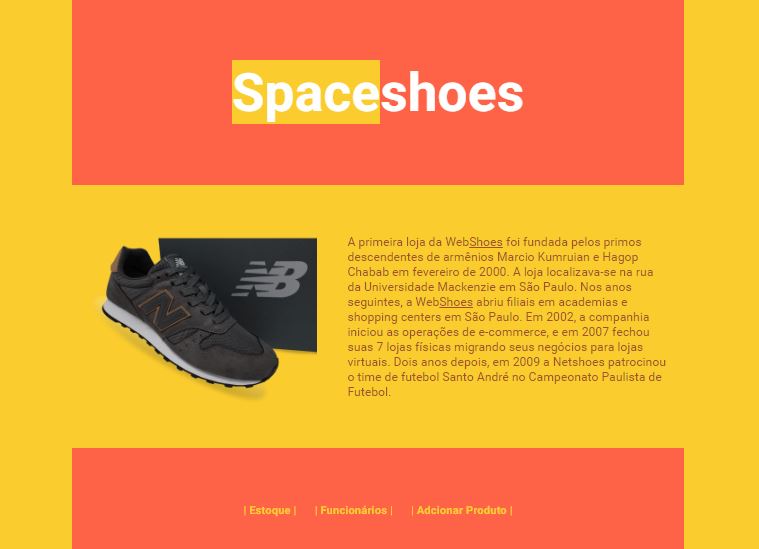 Spaceshoes
NB
A primeira loja da WebShoes foi fundada pelos primos
descendentes de armênios Marcio Kumruian e Hagop
Chabab em fevereiro de 2000. A loja localizava-se na rua
da Universidade Mackenzie em São Paulo. Nos anos
seguintes, a WebShoes abriu filiais em academias e
shopping centers em São Paulo. Em 2002, a companhia
iniciou as operações de e-commerce, e em 2007 fechou
suas 7 lojas físicas migrando seus negócios para lojas
virtuais. Dois anos depois, em 2009 a Netshoes patrocinou
o time de futebol Santo André no Campeonato Paulista de
Futebol.
| Estoque | | Funcionários | | Adcionar Produto |